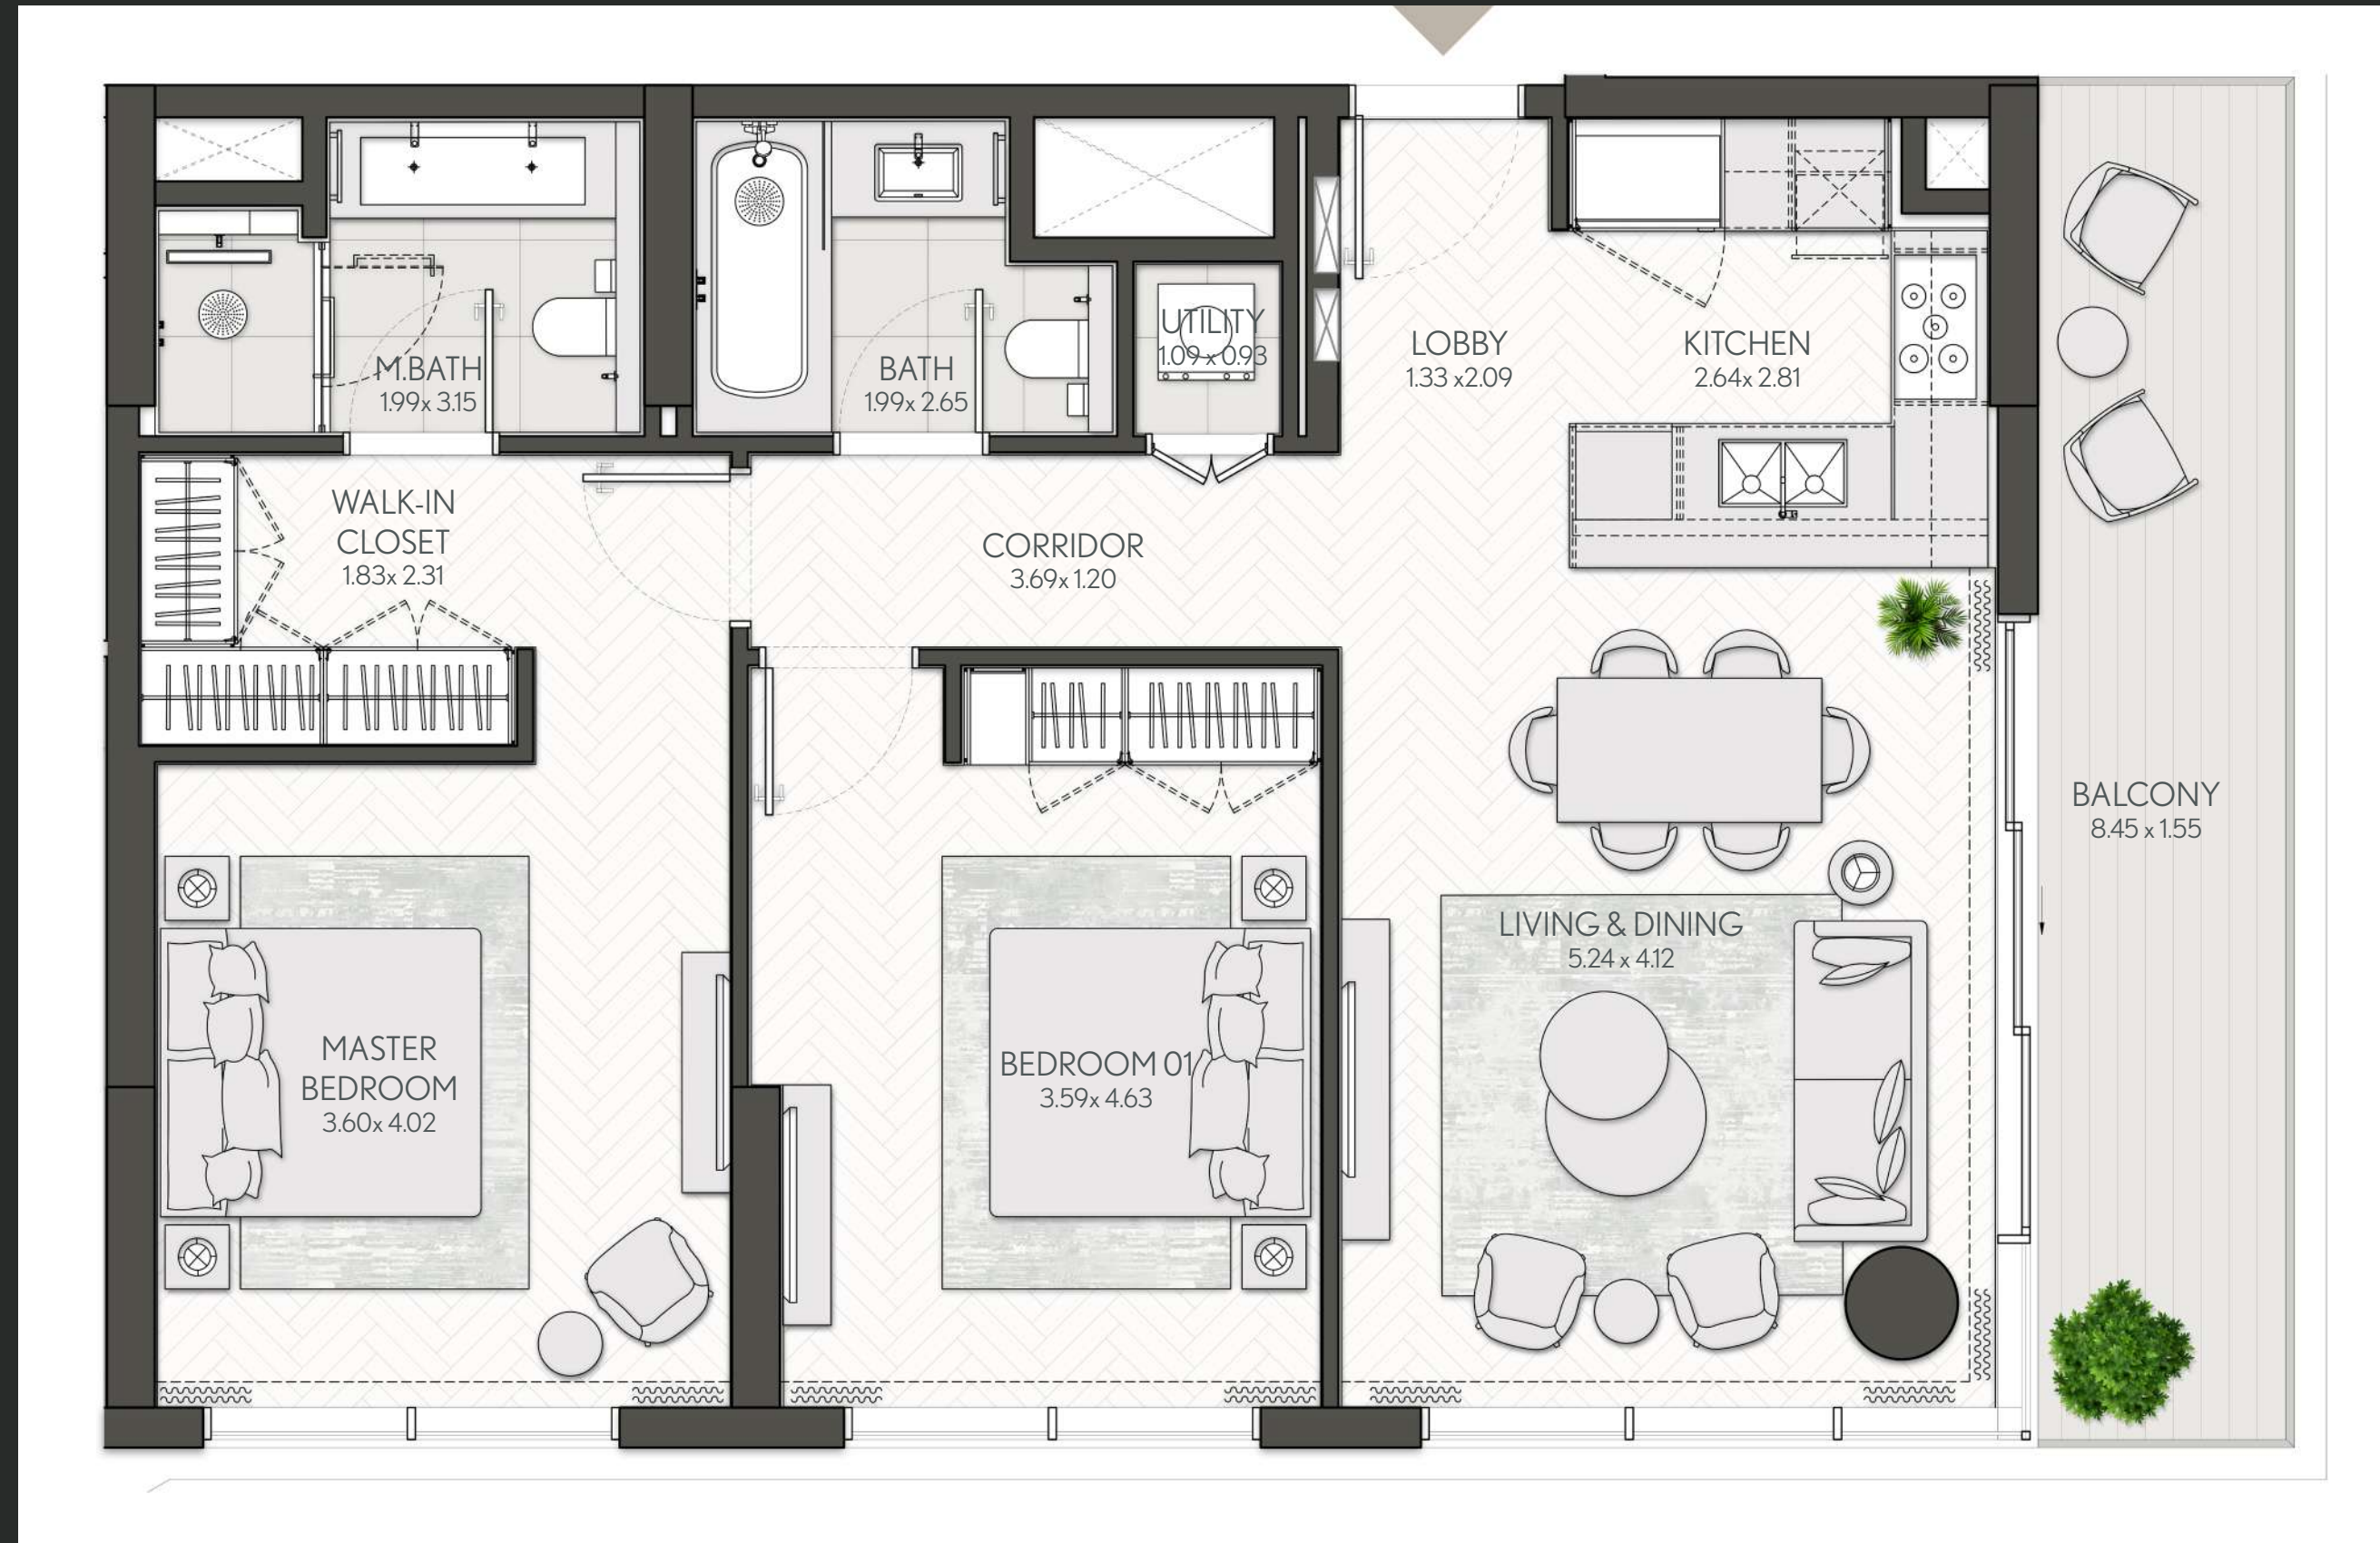 M.BATH
1.99x 3.15
BATH
1.99x 2.65
UTILITY
1.09 x 0.93
LOBBY
1.33 x2.09
KITCHEN
2.64x 2.81
WALK-IN
CLOSET
1.83x 2.31
CORRIDOR
3.69x 1.20
BALCONY
8.45 x 1.55
LIVING & DINING
5.24 x 4.12
MASTER
BEDROOM
3.60x 4.02
BEDROOM 01
3.59x 4.63